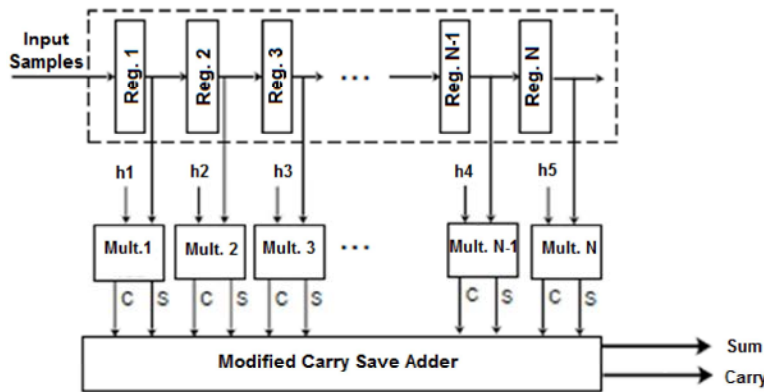 Input
Samples
Reg. 1
Reg. 2
Reg. 3
Reg. N-1
Reg. N
h1
h2
h3
h4
h5
Mult.1
Mult. 2
Mult. 3
Mult. N-1
Mult. N
C
S
C
S
C
S
C
S
C
S
Modified Carry Save Adder
Sum
Carry